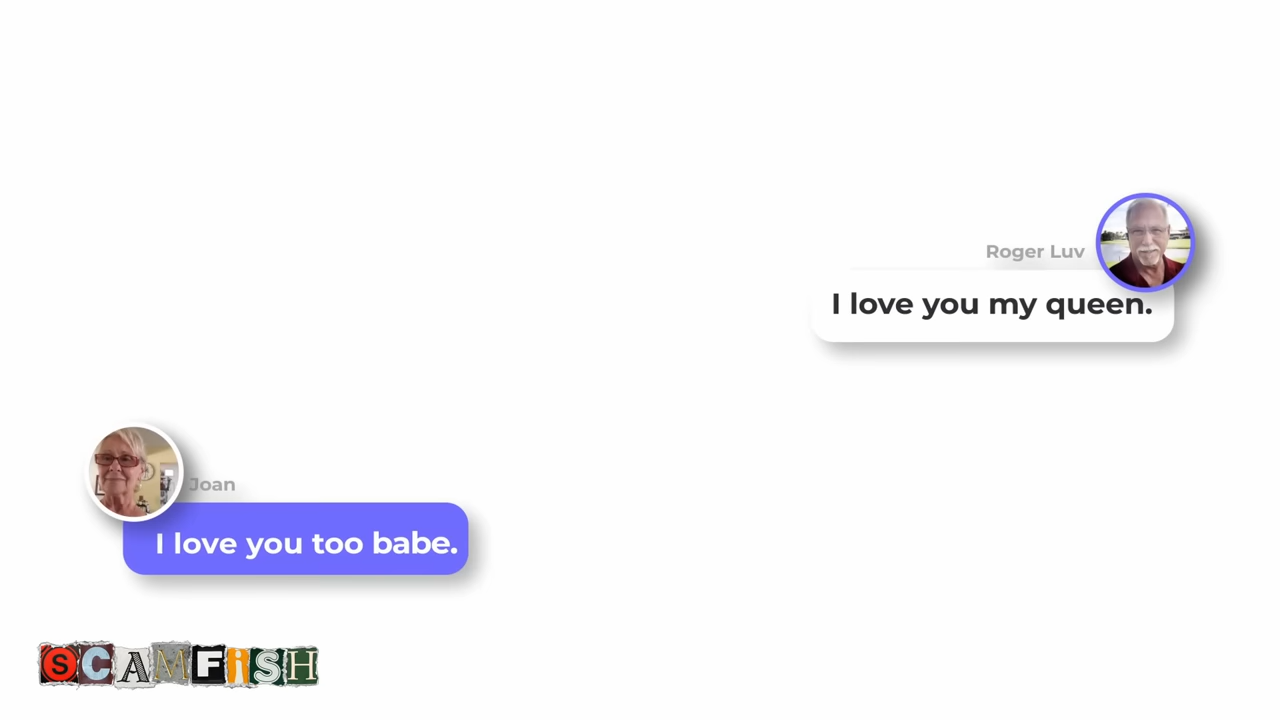 Roger Luv
I love you my queen.
Joan
I love you too babe.
SCAMFiSH